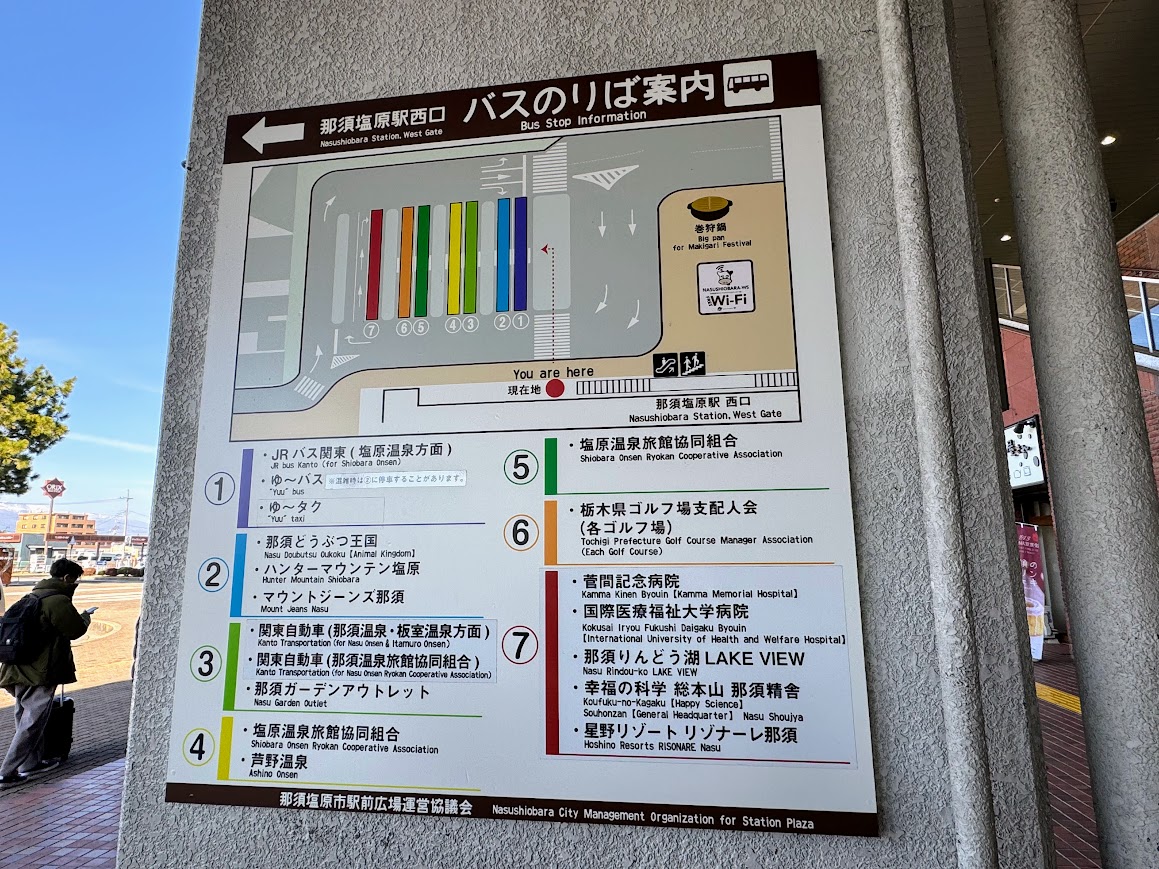 那須塩原駅西口
Nasushiobara Station, West Gate
バスのりば案内
Bus Stop Information
巻狩鍋
Big pan
for Makigari Festival
NASUSHIOBARA-WS
Wi-Fi
⑦ ⑥ ⑤ ④ ③ ② ①
You are here
現在地
那須塩原駅 西口
Nasushiobara Station, West Gate
①
・JRバス関東(塩原温泉方面)
JR bus Kanto (for Shiobara Onsen)
・ゆ〜バス ※混雑時は②に停車することがあります。
"Yuu" bus
・ゆ〜タク
"Yuu" taxi
②
・那須どうぶつ王国
Nasu Doubutsu Oukoku【Animal Kingdom】
・ハンターマウンテン塩原
Hunter Mountain Shiobara
・マウントジーンズ那須
Mount Jeans Nasu
③
・関東自動車(那須温泉・板室温泉方面)
Kanto Transportation (for Nasu Onsen & Itamuro Onsen)
・関東自動車(那須温泉旅館協同組合)
Kanto Transportation (for Nasu Onsen Ryokan Cooperative Association)
・那須ガーデンアウトレット
Nasu Garden Outlet
④
・塩原温泉旅館協同組合
Shiobara Onsen Ryokan Cooperative Association
・芦野温泉
Ashino Onsen
⑤
・塩原温泉旅館協同組合
Shiobara Onsen Ryokan Cooperative Association
⑥
・栃木県ゴルフ場支配人会
(各ゴルフ場)
Tochigi Prefecture Golf Course Manager Association
(Each Golf Course)
⑦
・菅間記念病院
Kamma Kinen Byouin【Kamma Memorial Hospital】
・国際医療福祉大学病院
Kokusai Iryou Fukushi Daigaku Byouin
【International University of Health and Welfare Hospital】
・那須りんどう湖 LAKE VIEW
Nasu Rindou-ko LAKE VIEW
・幸福の科学 総本山 那須精舎
Koufuku-no-Kagaku【Happy Science】
Souhonzan【General Headquarter】 Nasu Shoujya
・星野リゾート リゾナーレ那須
Hoshino Resorts RISONARE Nasu
那須塩原市駅前広場運営協議会
Nasushiobara City Management Organization for Station Plaza